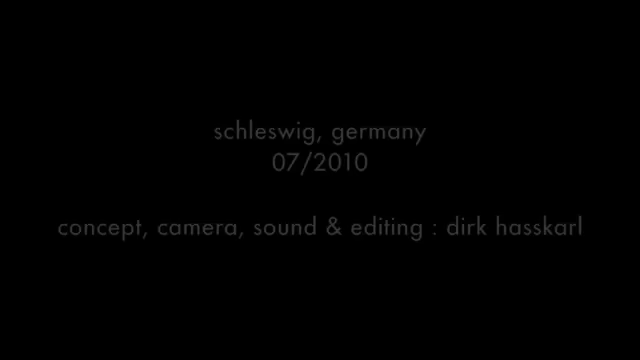 schleswig, germany
07/2010
concept, camera, sound & editing : dirk hasskarl